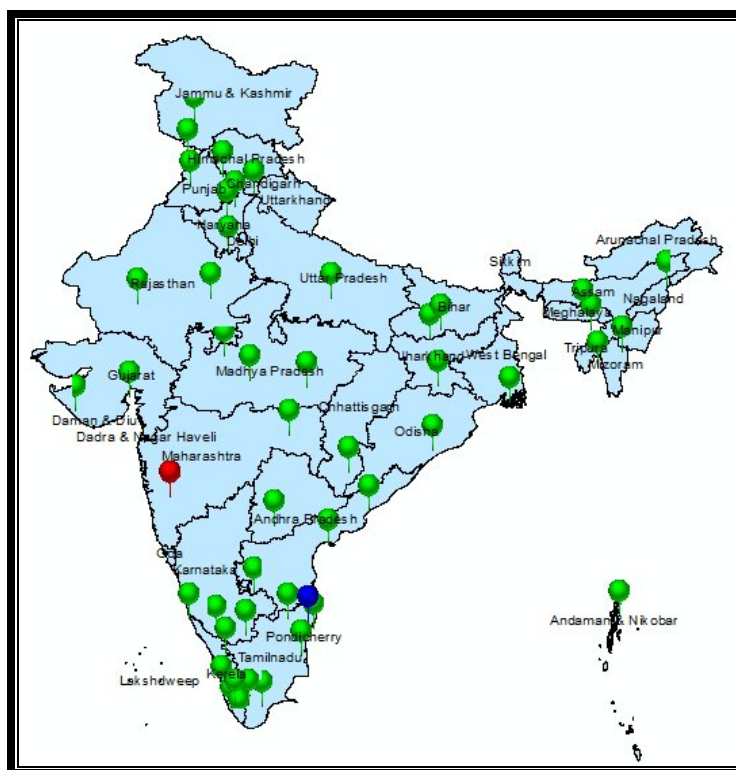 Jammu & Kashmir
Himachal Pradesh
Punjab
Chandigarh
Uttarkhand
Haryana
Delhi
Arunachal Pradesh
Sikkim
Rajasthan
Uttar Pradesh
Assam
Nagaland
Bihar
Meghalaya
Manipur
Tripura
Mizoram
Jharkhand
West Bengal
Gujarat
Madhya Pradesh
Chhattisgagh
Daman & Diu
Odisha
Dadra & Nagar Haveli
Maharashtra
Andhra Pradesh
Goa
Karnataka
Andaman & Nikobar
Pondicherry
Tamilnadu
Kerela
Lakshdweep